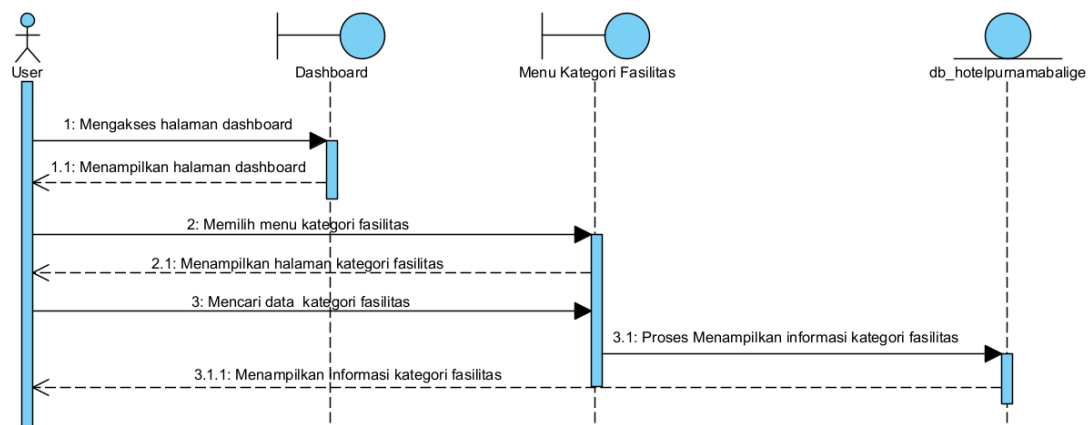 User
Dashboard
Menu Kategori Fasilitas
db_hotelpurnamabalige
1: Mengakses halaman dashboard
1.1: Menampilkan halaman dashboard
2: Memilih menu kategori fasilitas
2.1: Menampilkan halaman kategori fasilitas
3: Mencari data kategori fasilitas
3.1: Proses Menampilkan informasi kategori fasilitas
3.1.1: Menampilkan Informasi kategori fasilitas